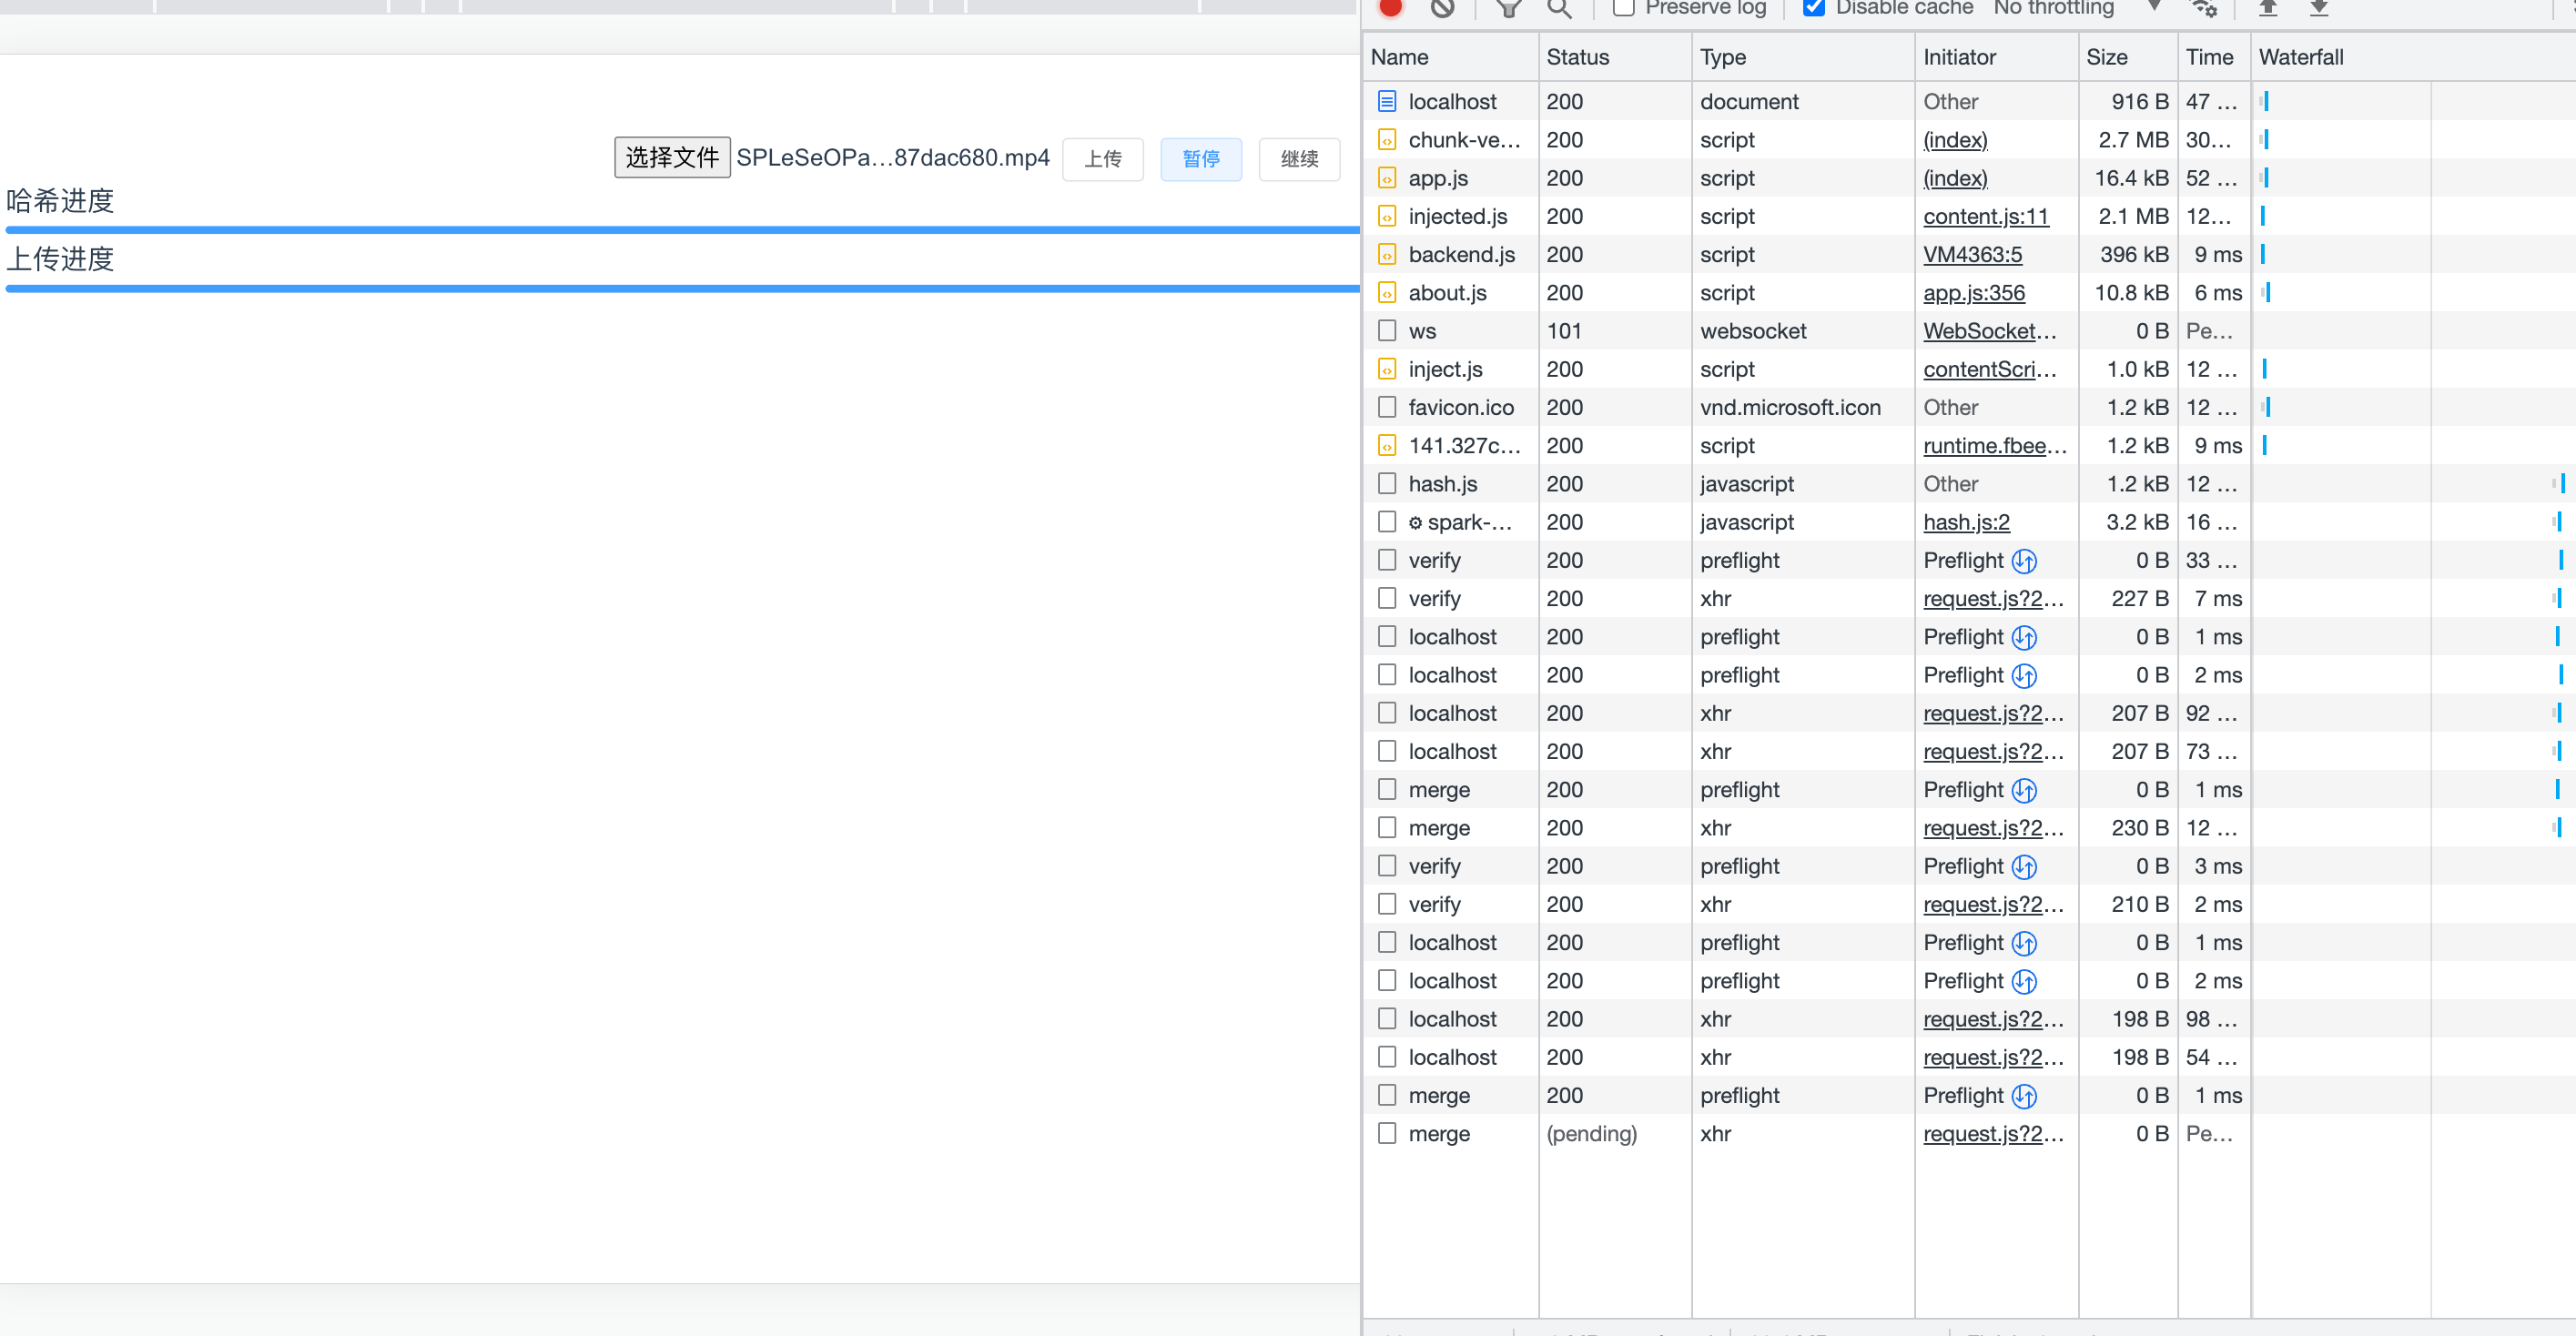 Preserve log Disable cache No throttling
选择文件 SPLeSeOPa…87dac680.mp4 上传 暂停 继续
哈希进度
上传进度
Name Status Type Initiator Size Time Waterfall
localhost 200 document Other 916 B 47 …
chunk-ve… 200 script (index) 2.7 MB 30…
app.js 200 script (index) 16.4 kB 52 …
injected.js 200 script content.js:11 2.1 MB 12…
backend.js 200 script VM4363:5 396 kB 9 ms
about.js 200 script app.js:356 10.8 kB 6 ms
ws 101 websocket WebSocket… 0 B Pe…
inject.js 200 script contentScri… 1.0 kB 12 …
favicon.ico 200 vnd.microsoft.icon Other 1.2 kB 12 …
141.327c… 200 script runtime.fbee… 1.2 kB 9 ms
hash.js 200 javascript Other 1.2 kB 12 …
spark-… 200 javascript hash.js:2 3.2 kB 16 …
verify 200 preflight Preflight 0 B 33 …
verify 200 xhr request.js?2… 227 B 7 ms
localhost 200 preflight Preflight 0 B 1 ms
localhost 200 preflight Preflight 0 B 2 ms
localhost 200 xhr request.js?2… 207 B 92 …
localhost 200 xhr request.js?2… 207 B 73 …
merge 200 preflight Preflight 0 B 1 ms
merge 200 xhr request.js?2… 230 B 12 …
verify 200 preflight Preflight 0 B 3 ms
verify 200 xhr request.js?2… 210 B 2 ms
localhost 200 preflight Preflight 0 B 1 ms
localhost 200 preflight Preflight 0 B 2 ms
localhost 200 xhr request.js?2… 198 B 98 …
localhost 200 xhr request.js?2… 198 B 54 …
merge 200 preflight Preflight 0 B 1 ms
merge (pending) xhr request.js?2… 0 B Pe…